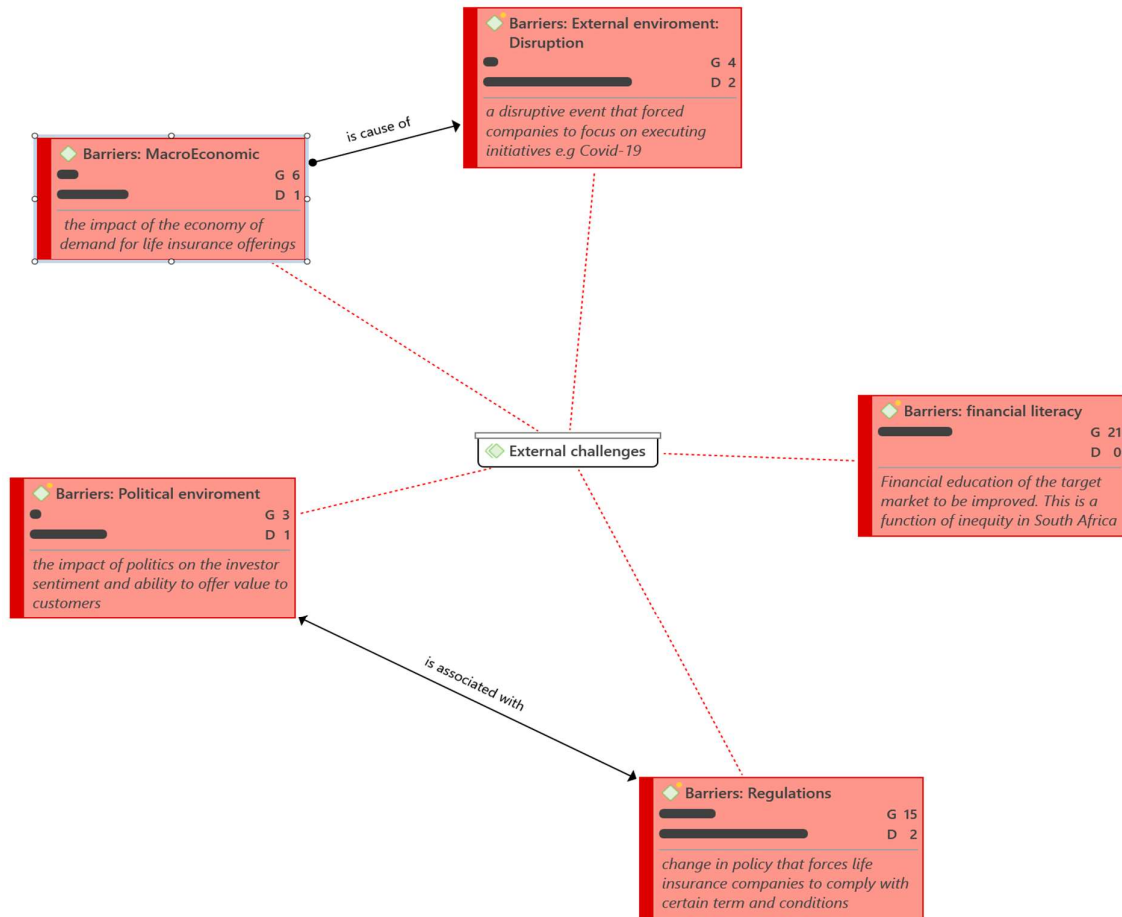 Barriers: External enviroment:
Disruption
G 4
D 2
a disruptive event that forced
companies to focus on executing
initiatives e.g Covid-19
is cause of
Barriers: MacroEconomic
G 6
D 1
the impact of the economy of
demand for life insurance offerings
Barriers: financial literacy
G 21
D 0
Financial education of the target
market to be improved. This is a
function of inequity in South Africa
External challenges
Barriers: Political enviroment
G 3
D 1
the impact of politics on the investor
sentiment and ability to offer value to
customers
is associated with
Barriers: Regulations
G 15
D 2
change in policy that forces life
insurance companies to comply with
certain term and conditions